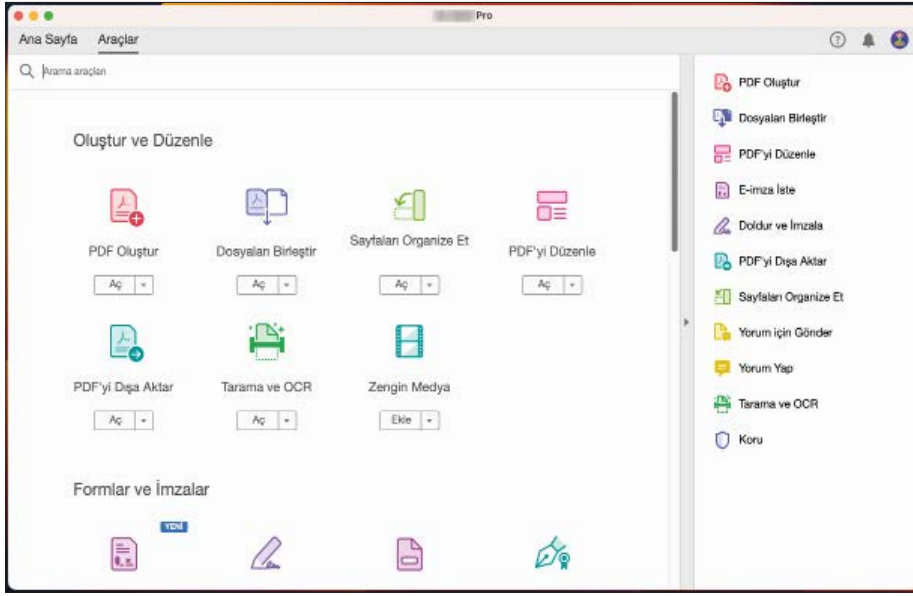 Pro
Ana Sayfa Araçlar
Arama araçları
Oluştur ve Düzenle
PDF Oluştur
Dosyaları Birleştir
Sayfaları Organize Et
PDF'yi Düzenle
Aç
Aç
Aç
Aç
PDF'yi Dışa Aktar
Tarama ve OCR
Zengin Medya
Aç
Aç
Ekle
Formlar ve İmzalar
YENİ
PDF Oluştur
Dosyaları Birleştir
PDF'yi Düzenle
E-imza İste
Doldur ve İmzala
PDF'yi Dışa Aktar
Sayfaları Organize Et
Yorum için Gönder
Yorum Yap
Tarama ve OCR
Koru